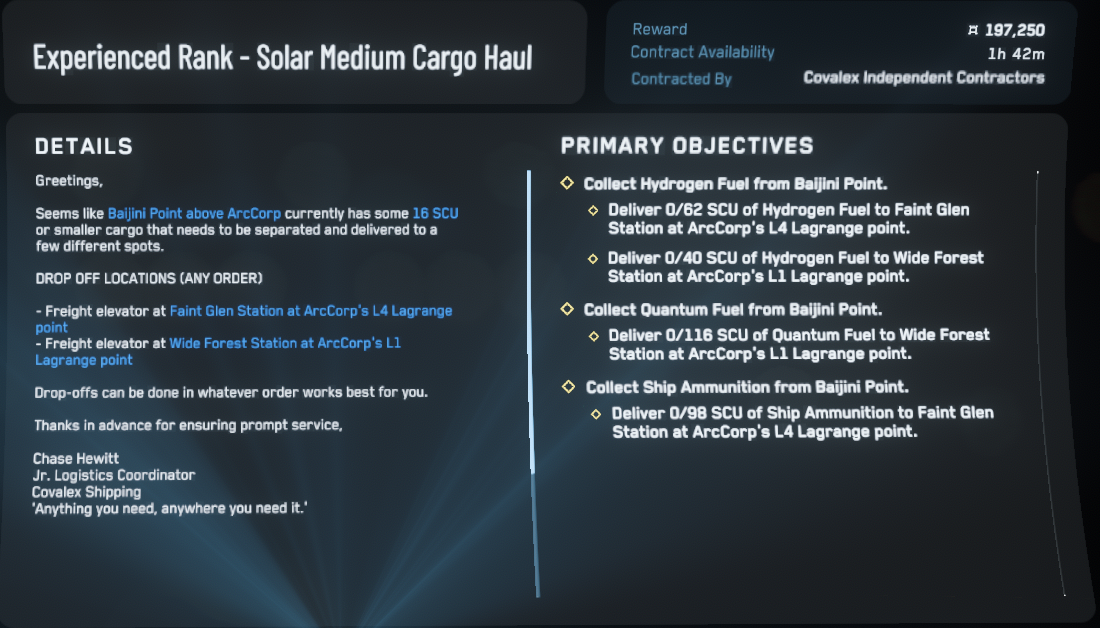 Experienced Rank - Solar Medium Cargo Haul
Reward ¤ 197,250
Contract Availability 1h 42m
Contracted By Covalex Independent Contractors
DETAILS
Greetings,
Seems like Baijini Point above ArcCorp currently has some 16 SCU
or smaller cargo that needs to be separated and delivered to a
few different spots.
DROP OFF LOCATIONS (ANY ORDER)
- Freight elevator at Faint Glen Station at ArcCorp's L4 Lagrange
point
- Freight elevator at Wide Forest Station at ArcCorp's L1
Lagrange point
Drop-offs can be done in whatever order works best for you.
Thanks in advance for ensuring prompt service,
Chase Hewitt
Jr. Logistics Coordinator
Covalex Shipping
'Anything you need, anywhere you need it.'
PRIMARY OBJECTIVES
Collect Hydrogen Fuel from Baijini Point.
Deliver 0/62 SCU of Hydrogen Fuel to Faint Glen
Station at ArcCorp's L4 Lagrange point.
Deliver 0/40 SCU of Hydrogen Fuel to Wide Forest
Station at ArcCorp's L1 Lagrange point.
Collect Quantum Fuel from Baijini Point.
Deliver 0/116 SCU of Quantum Fuel to Wide Forest
Station at ArcCorp's L1 Lagrange point.
Collect Ship Ammunition from Baijini Point.
Deliver 0/98 SCU of Ship Ammunition to Faint Glen
Station at ArcCorp's L4 Lagrange point.